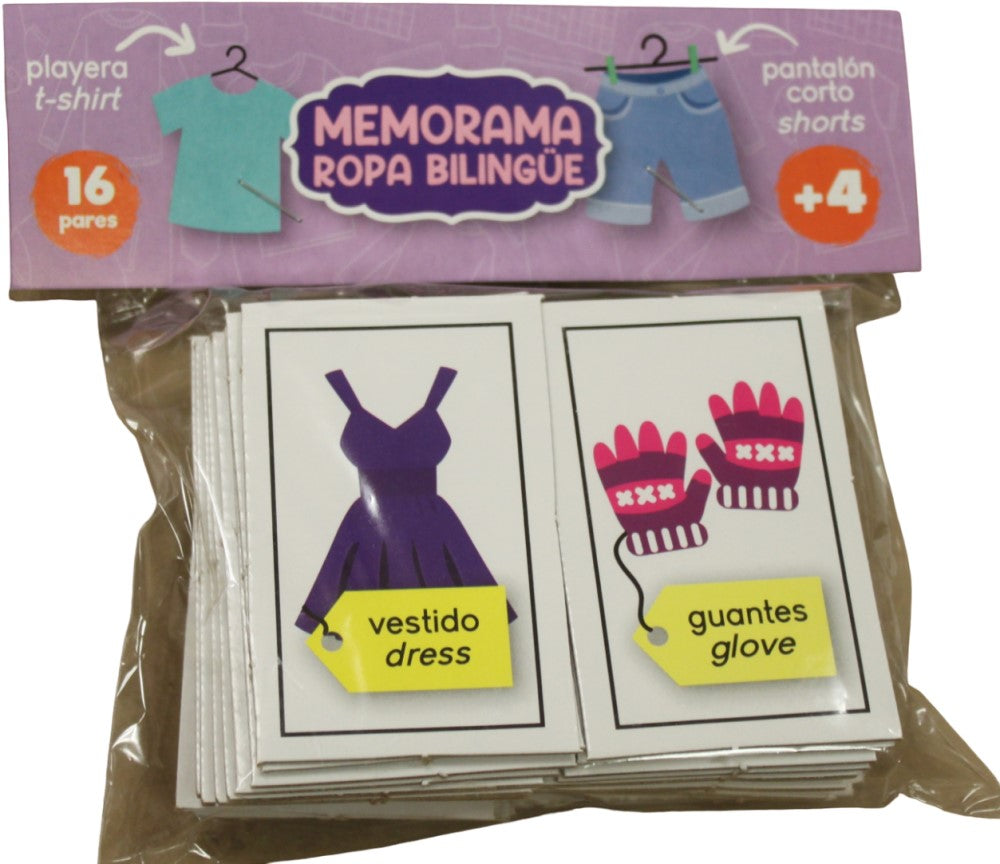 playera
t-shirt
16
pares
MEMORAMA
ROPA BILINGÜE
pantalón
corto
shorts
+4
vestido
dress
guantes
glove